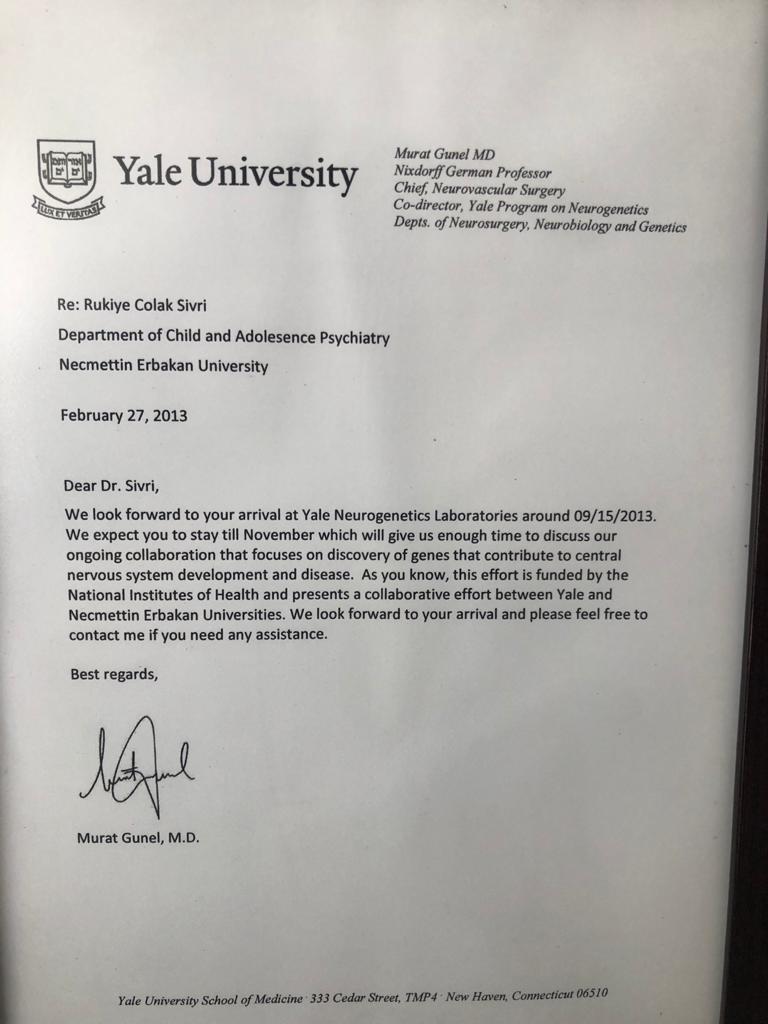 Yale University
LUX ET VERITAS
Murat Gunel MD
Nixdorff German Professor
Chief, Neurovascular Surgery
Co-director, Yale Program on Neurogenetics
Depts. of Neurosurgery, Neurobiology and Genetics
Re: Rukiye Colak Sivri
Department of Child and Adolesence Psychiatry
Necmettin Erbakan University
February 27, 2013
Dear Dr. Sivri,
We look forward to your arrival at Yale Neurogenetics Laboratories around 09/15/2013.
We expect you to stay till November which will give us enough time to discuss our
ongoing collaboration that focuses on discovery of genes that contribute to central
nervous system development and disease. As you know, this effort is funded by the
National Institutes of Health and presents a collaborative effort between Yale and
Necmettin Erbakan Universities. We look forward to your arrival and please feel free to
contact me if you need any assistance.
Best regards,
Murat Gunel, M.D.
Yale University School of Medicine · 333 Cedar Street, TMP4 · New Haven, Connecticut 06510